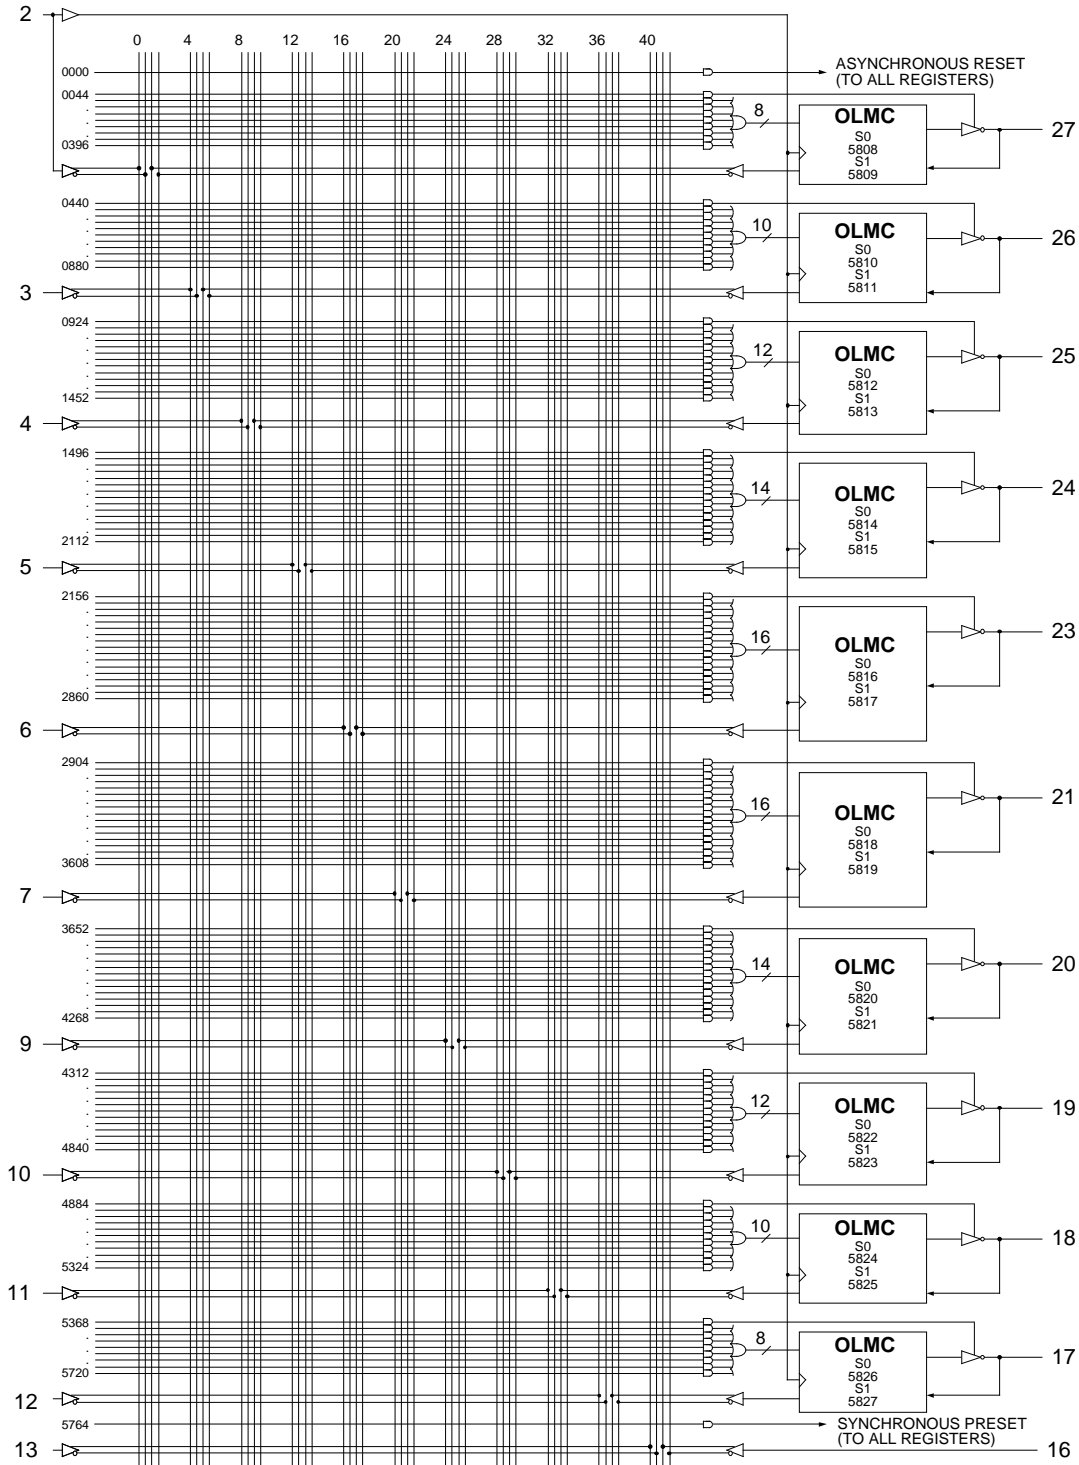 2
0 4 8 12 16 20 24 28 32 36 40
0000 ASYNCHRONOUS RESET
(TO ALL REGISTERS)
0044
8 OLMC 27
S0
5808
S1
5809
0396
0440
10 OLMC 26
S0
5810
S1
5811
0880
3
0924
12 OLMC 25
S0
5812
S1
5813
1452
4
1496
14 OLMC 24
S0
5814
S1
5815
2112
5
2156
16 OLMC 23
S0
5816
S1
5817
2860
6
2904
16 OLMC 21
S0
5818
S1
5819
3608
7
3652
14 OLMC 20
S0
5820
S1
5821
4268
9
4312
12 OLMC 19
S0
5822
S1
5823
4840
10
4884
10 OLMC 18
S0
5824
S1
5825
5324
11
5368
8 OLMC 17
S0
5826
S1
5827
5720
12
5764 SYNCHRONOUS PRESET
(TO ALL REGISTERS)
13 16